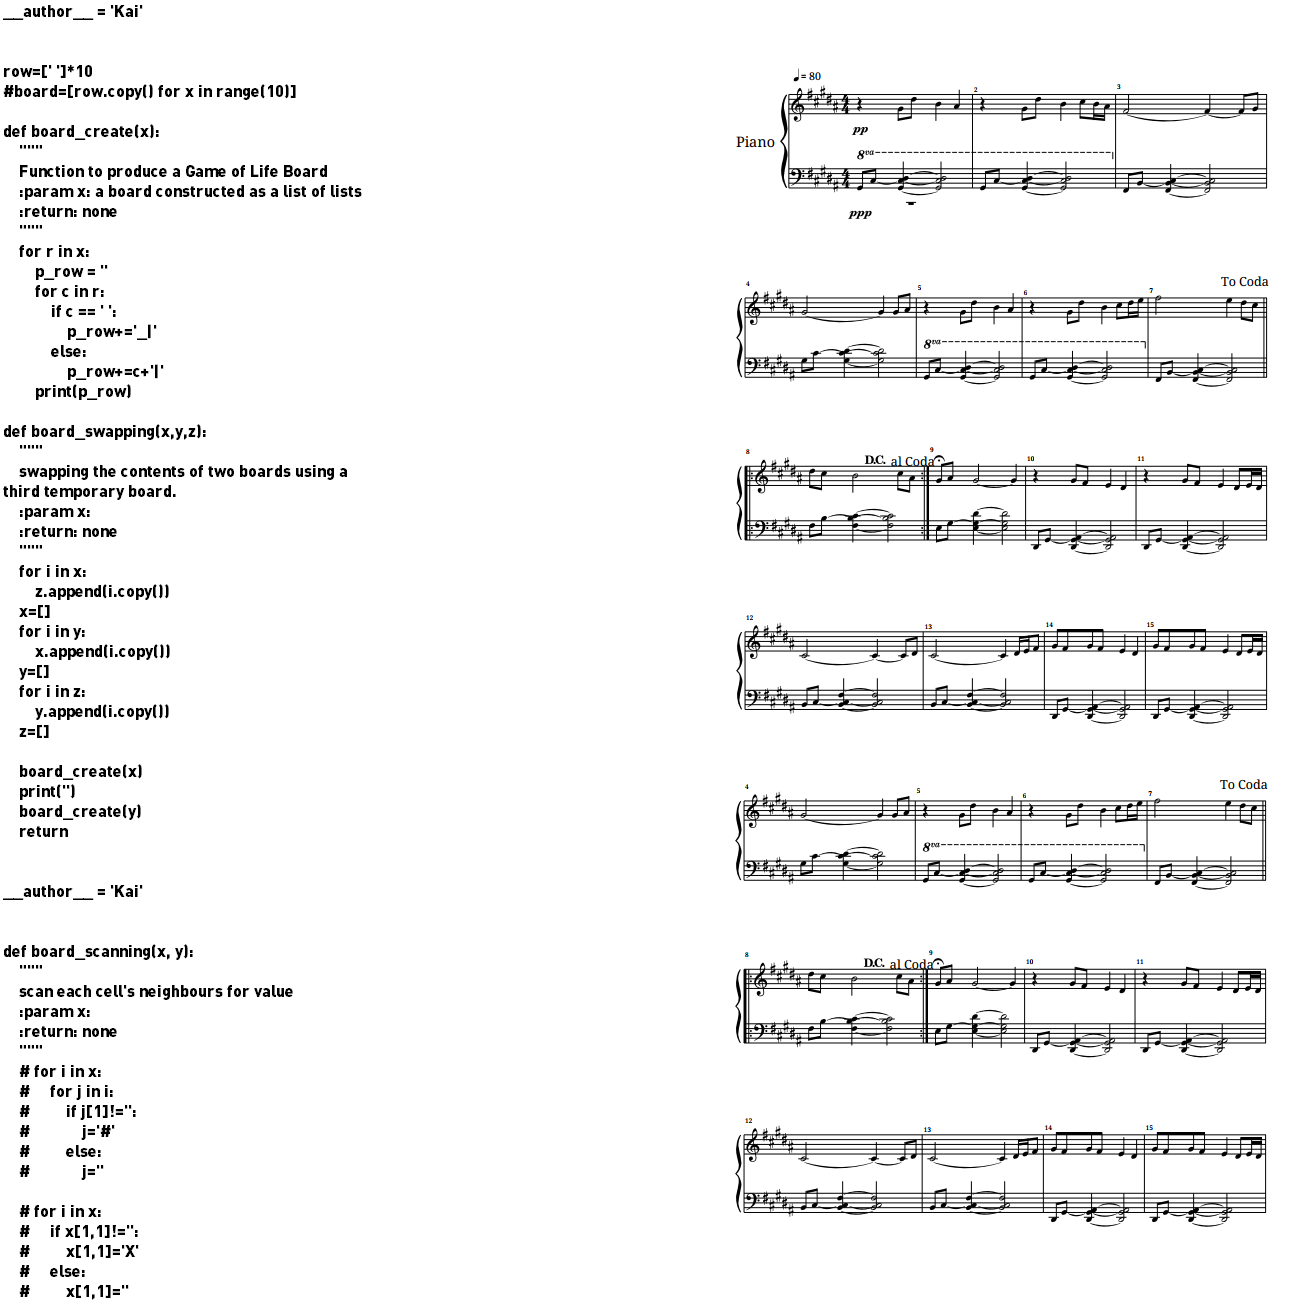 __author__ = 'Kai'
row=[' ']*10
#board=[row.copy() for x in range(10)]
def board_create(x):
    """
    Function to produce a Game of Life Board
    :param x: a board constructed as a list of lists
    :return: none
    """
    for r in x:
        p_row = ''
        for c in r:
            if c == ' ':
                p_row+='_|'
            else:
                p_row+=c+'|'
        print(p_row)
def board_swapping(x,y,z):
    """
    swapping the contents of two boards using a
third temporary board.
    :param x:
    :return: none
    """
    for i in x:
        z.append(i.copy())
    x=[]
    for i in y:
        x.append(i.copy())
    y=[]
    for i in z:
        y.append(i.copy())
    z=[]
    board_create(x)
    print('')
    board_create(y)
    return
__author__ = 'Kai'
def board_scanning(x, y):
    """
    scan each cell's neighbours for value
    :param x:
    :return: none
    """
    # for i in x:
    #     for j in i:
    #         if j[1]!='':
    #             j='#'
    #         else:
    #             j=''
    # for i in x:
    #     if x[1,1]!='':
    #         x[1,1]='X'
    #     else:
    #         x[1,1]=''
= 80
2
3
4
4
pp
Piano
8va
4
4
ppp
To Coda
4
5
6
7
8va
8
D.C. al Coda
9
10
11
12
13
14
15
To Coda
4
5
6
7
8va
8
D.C. al Coda
9
10
11
12
13
14
15